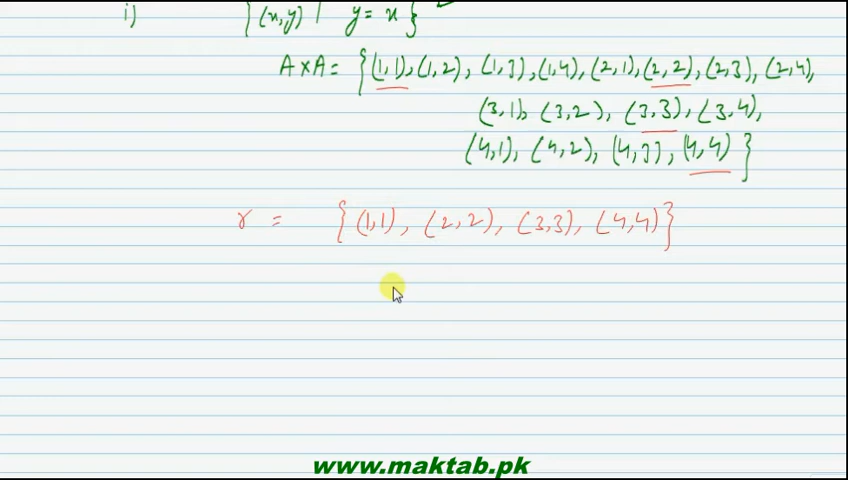 i) {(x,y) | y = x}
A×A = {(1,1), (1,2), (1,3), (1,4), (2,1), (2,2), (2,3), (2,4),
(3,1), (3,2), (3,3), (3,4),
(4,1), (4,2), (4,3), (4,4)}
r = {(1,1), (2,2), (3,3), (4,4)}
www.maktab.pk